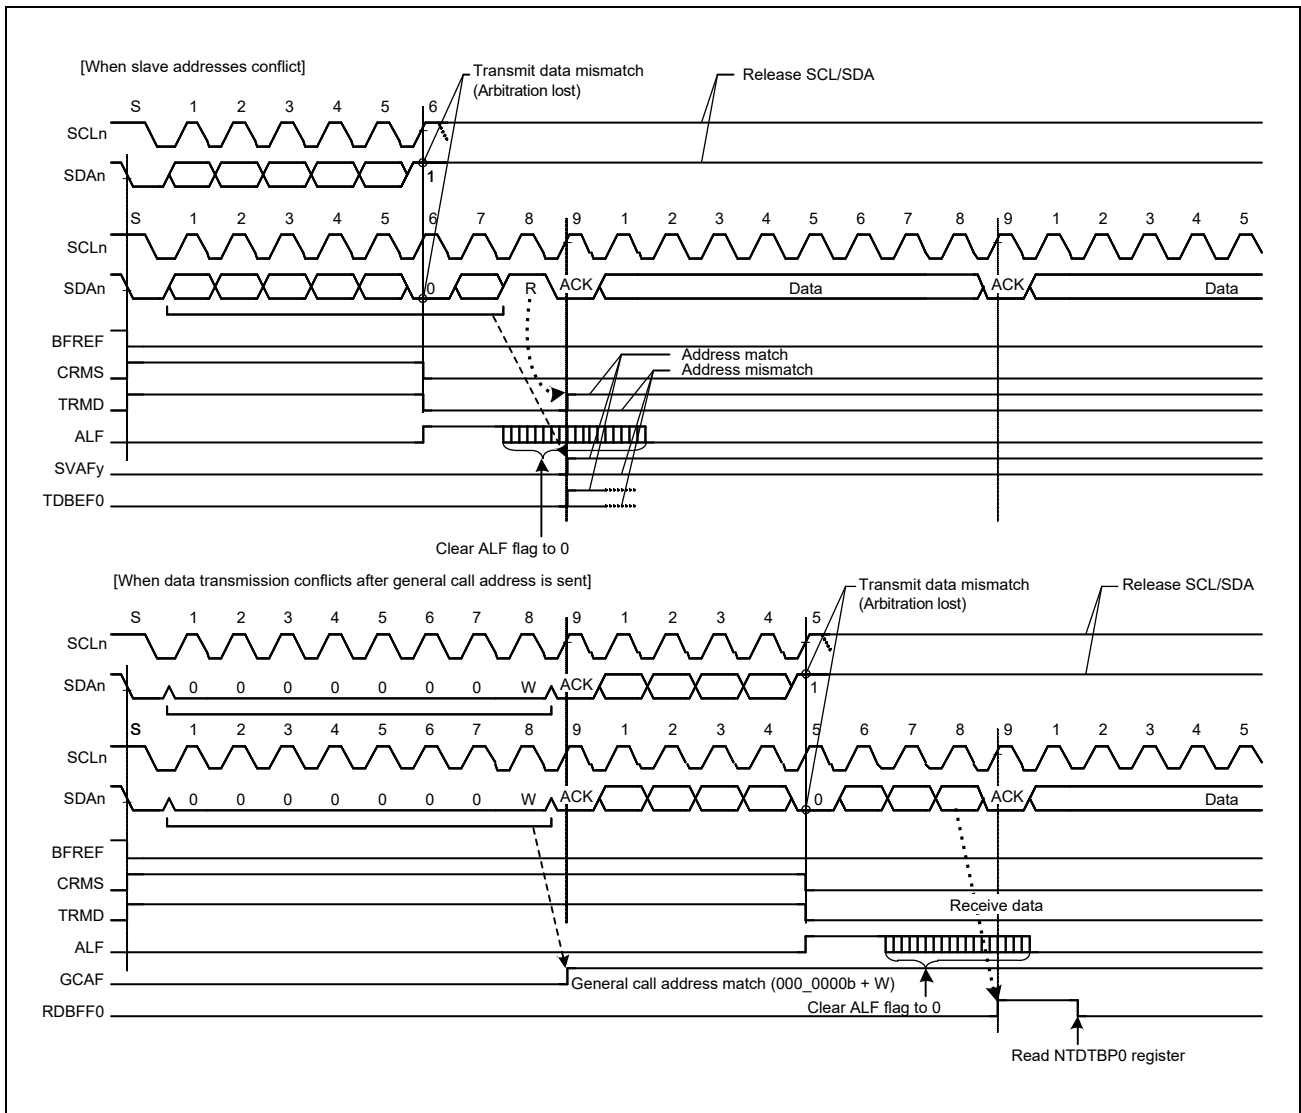 [When slave addresses conflict]
Transmit data mismatch
(Arbitration lost)
Release SCL/SDA
S 1 2 3 4 5 6
SCLn
SDAn
1
S 1 2 3 4 5 6 7 8 9 1 2 3 4 5 6 7 8 9 1 2 3 4 5
SCLn
SDAn 0 R ACK Data ACK Data
BFREF
Address match
CRMS Address mismatch
TRMD
ALF
SVAFy
TDBEF0
Clear ALF flag to 0
[When data transmission conflicts after general call address is sent]
Transmit data mismatch
(Arbitration lost)
Release SCL/SDA
S 1 2 3 4 5 6 7 8 9 1 2 3 4 5
SCLn
SDAn 0 0 0 0 0 0 0 W ACK 1
S 1 2 3 4 5 6 7 8 9 1 2 3 4 5 6 7 8 9 1 2 3 4 5
SCLn
SDAn 0 0 0 0 0 0 0 W ACK 0 ACK Data
BFREF
CRMS
Receive data
TRMD
ALF
GCAF General call address match (000_0000b + W)
RDBFF0 Clear ALF flag to 0
Read NTDTBP0 register